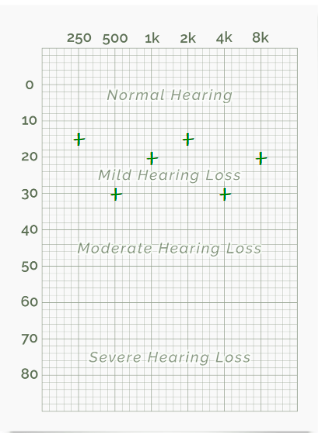 250 500 1k 2k 4k 8k
0
Normal Hearing
10
20
Mild Hearing Loss
30
40
Moderate Hearing Loss
50
60
70
Severe Hearing Loss
80